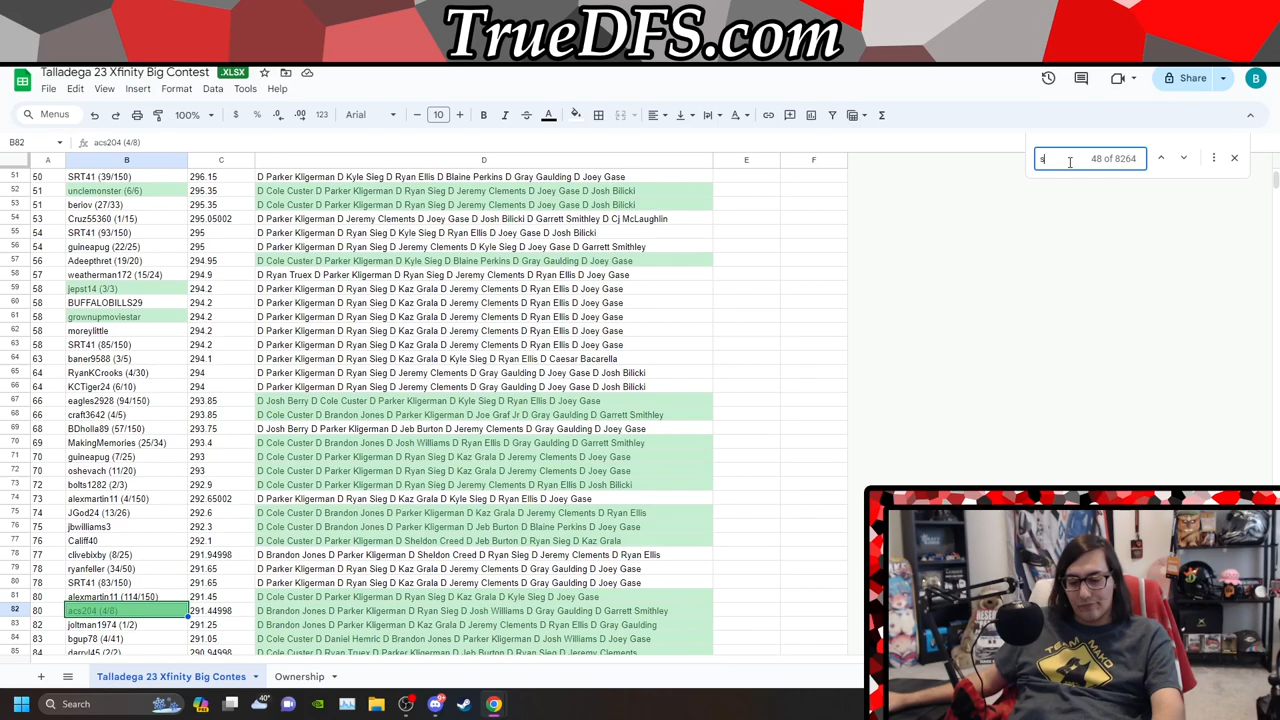 TrueDFS.com
Talladega 23 Xfinity Big Contest .XLSX
File Edit View Insert Format Data Tools Help
Share B
Menus 100% $ % .0 .00 123 Arial 10 B I A
B82 acs204 (4/8)
s 48 of 8264
A B C D E F
51 50 SRT41 (39/150) 296.15 D Parker Kligerman D Kyle Sieg D Ryan Ellis D Blaine Perkins D Gray Gaulding D Joey Gase
52 51 unclemonster (6/6) 295.35 D Cole Custer D Parker Kligerman D Ryan Sieg D Jeremy Clements D Joey Gase D Josh Bilicki
53 51 beriov (27/33) 295.35 D Cole Custer D Parker Kligerman D Ryan Sieg D Jeremy Clements D Joey Gase D Josh Bilicki
54 53 Cruz55360 (1/15) 295.05002 D Parker Kligerman D Jeremy Clements D Joey Gase D Josh Bilicki D Garrett Smithley D Cj McLaughlin
55 54 SRT41 (93/150) 295 D Parker Kligerman D Ryan Sieg D Kyle Sieg D Ryan Ellis D Joey Gase D Josh Bilicki
56 54 guineapug (22/25) 295 D Parker Kligerman D Ryan Sieg D Jeremy Clements D Kyle Sieg D Joey Gase D Garrett Smithley
57 56 Adeepthret (19/20) 294.95 D Cole Custer D Parker Kligerman D Kyle Sieg D Blaine Perkins D Gray Gaulding D Joey Gase
58 57 weatherman172 (15/24) 294.9 D Ryan Truex D Parker Kligerman D Ryan Sieg D Jeremy Clements D Ryan Ellis D Joey Gase
59 58 jepst14 (3/3) 294.2 D Parker Kligerman D Ryan Sieg D Kaz Grala D Jeremy Clements D Ryan Ellis D Joey Gase
60 58 BUFFALOBILLS29 294.2 D Parker Kligerman D Ryan Sieg D Kaz Grala D Jeremy Clements D Ryan Ellis D Joey Gase
61 58 grownupmoviestar 294.2 D Parker Kligerman D Ryan Sieg D Kaz Grala D Jeremy Clements D Ryan Ellis D Joey Gase
62 58 moreylittle 294.2 D Parker Kligerman D Ryan Sieg D Kaz Grala D Jeremy Clements D Ryan Ellis D Joey Gase
63 58 SRT41 (85/150) 294.2 D Parker Kligerman D Ryan Sieg D Kaz Grala D Jeremy Clements D Ryan Ellis D Joey Gase
64 63 baner9588 (3/5) 294.1 D Parker Kligerman D Ryan Sieg D Kaz Grala D Kyle Sieg D Ryan Ellis D Caesar Bacarella
65 64 RyanKCrooks (4/30) 294 D Parker Kligerman D Ryan Sieg D Jeremy Clements D Gray Gaulding D Joey Gase D Josh Bilicki
66 64 KCTiger24 (6/10) 294 D Parker Kligerman D Ryan Sieg D Jeremy Clements D Gray Gaulding D Joey Gase D Josh Bilicki
67 66 eagles2928 (94/150) 293.85 D Josh Berry D Cole Custer D Parker Kligerman D Kyle Sieg D Ryan Ellis D Joey Gase
68 66 craft3642 (4/5) 293.85 D Cole Custer D Brandon Jones D Parker Kligerman D Joe Graf Jr D Gray Gaulding D Garrett Smithley
69 68 BDholla89 (57/150) 293.75 D Josh Berry D Parker Kligerman D Jeb Burton D Jeremy Clements D Ryan Ellis D Joey Gase
70 69 MakingMemories (25/34) 293.4 D Cole Custer D Brandon Jones D Josh Williams D Ryan Ellis D Gray Gaulding D Garrett Smithley
71 70 guineapug (7/25) 293 D Cole Custer D Parker Kligerman D Ryan Sieg D Kaz Grala D Jeremy Clements D Joey Gase
72 70 oshevach (11/20) 293 D Cole Custer D Parker Kligerman D Ryan Sieg D Kaz Grala D Jeremy Clements D Joey Gase
73 72 bolts1282 (2/3) 292.9 D Cole Custer D Parker Kligerman D Ryan Sieg D Jeremy Clements D Ryan Ellis D Josh Bilicki
74 73 alexmartin11 (4/150) 292.65002 D Parker Kligerman D Ryan Sieg D Kaz Grala D Kyle Sieg D Ryan Ellis D Joey Gase
75 74 JGod24 (13/26) 292.6 D Cole Custer D Brandon Jones D Parker Kligerman D Kaz Grala D Jeremy Clements D Ryan Ellis
76 75 jbwilliams3 292.3 D Cole Custer D Parker Kligerman D Ryan Sieg D Jeb Burton D Blaine Perkins D Joey Gase
77 76 Califf40 292.1 D Cole Custer D Parker Kligerman D Sheldon Creed D Jeb Burton D Ryan Sieg D Kaz Grala
78 77 clivebixby (8/25) 291.94998 D Brandon Jones D Parker Kligerman D Sheldon Creed D Ryan Sieg D Jeremy Clements D Ryan Ellis
79 78 ryanfeller (34/50) 291.65 D Parker Kligerman D Ryan Sieg D Kaz Grala D Jeremy Clements D Gray Gaulding D Joey Gase
80 78 SRT41 (83/150) 291.65 D Parker Kligerman D Ryan Sieg D Kaz Grala D Jeremy Clements D Gray Gaulding D Joey Gase
81 80 alexmartin11 (114/150) 291.45 D Cole Custer D Parker Kligerman D Ryan Sieg D Kaz Grala D Kyle Sieg D Joey Gase
82 80 acs204 (4/8) 291.44998 D Brandon Jones D Parker Kligerman D Ryan Sieg D Josh Williams D Gray Gaulding D Garrett Smithley
83 82 joltman1974 (1/2) 291.25 D Brandon Jones D Parker Kligerman D Kaz Grala D Jeremy Clements D Ryan Ellis D Gray Gaulding
84 83 bgup78 (4/41) 291.05 D Cole Custer D Daniel Hemric D Brandon Jones D Parker Kligerman D Josh Williams D Joey Gase
85 84 darryl45 (2/2) 290.94998 D Cole Custer D Parker Kligerman D Ryan Sieg D Jeb Burton D Ryan Ellis D Jeremy Clements
Talladega 23 Xfinity Big Contes Ownership
Search 40°
TEAM MAKO